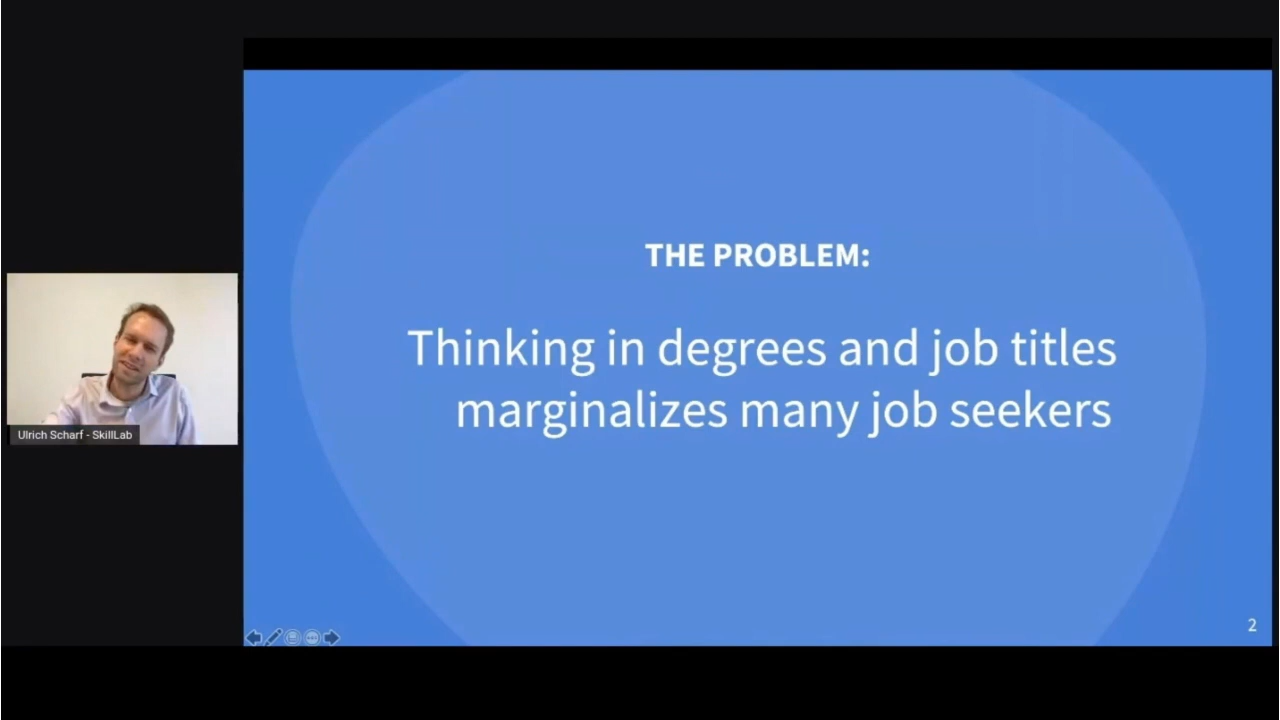 THE PROBLEM:
Thinking in degrees and job titles
marginalizes many job seekers
Ulrich Scharf - SkillLab
2